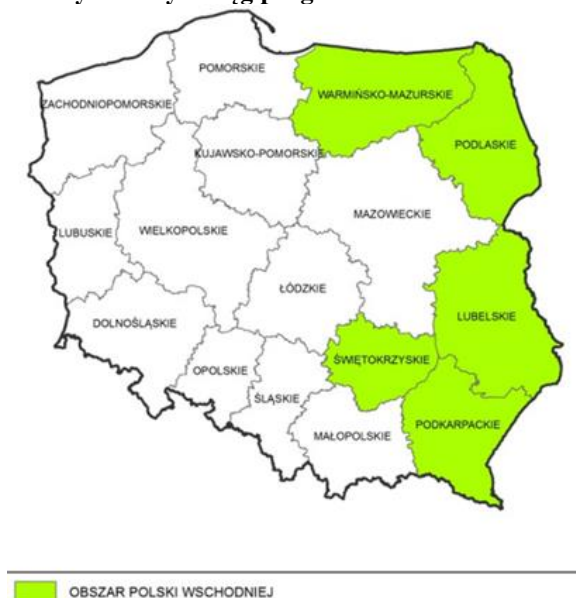 POMORSKIE
ZACHODNIOPOMORSKIE
WARMIŃSKO-MAZURSKIE
PODLASKIE
KUJAWSKO-POMORSKIE
MAZOWIECKIE
LUBUSKIE
WIELKOPOLSKIE
ŁÓDZKIE
LUBELSKIE
DOLNOŚLĄSKIE
ŚWIĘTOKRZYSKIE
OPOLSKIE
ŚLĄSKIE
MAŁOPOLSKIE
PODKARPACKIE
OBSZAR POLSKI WSCHODNIEJ